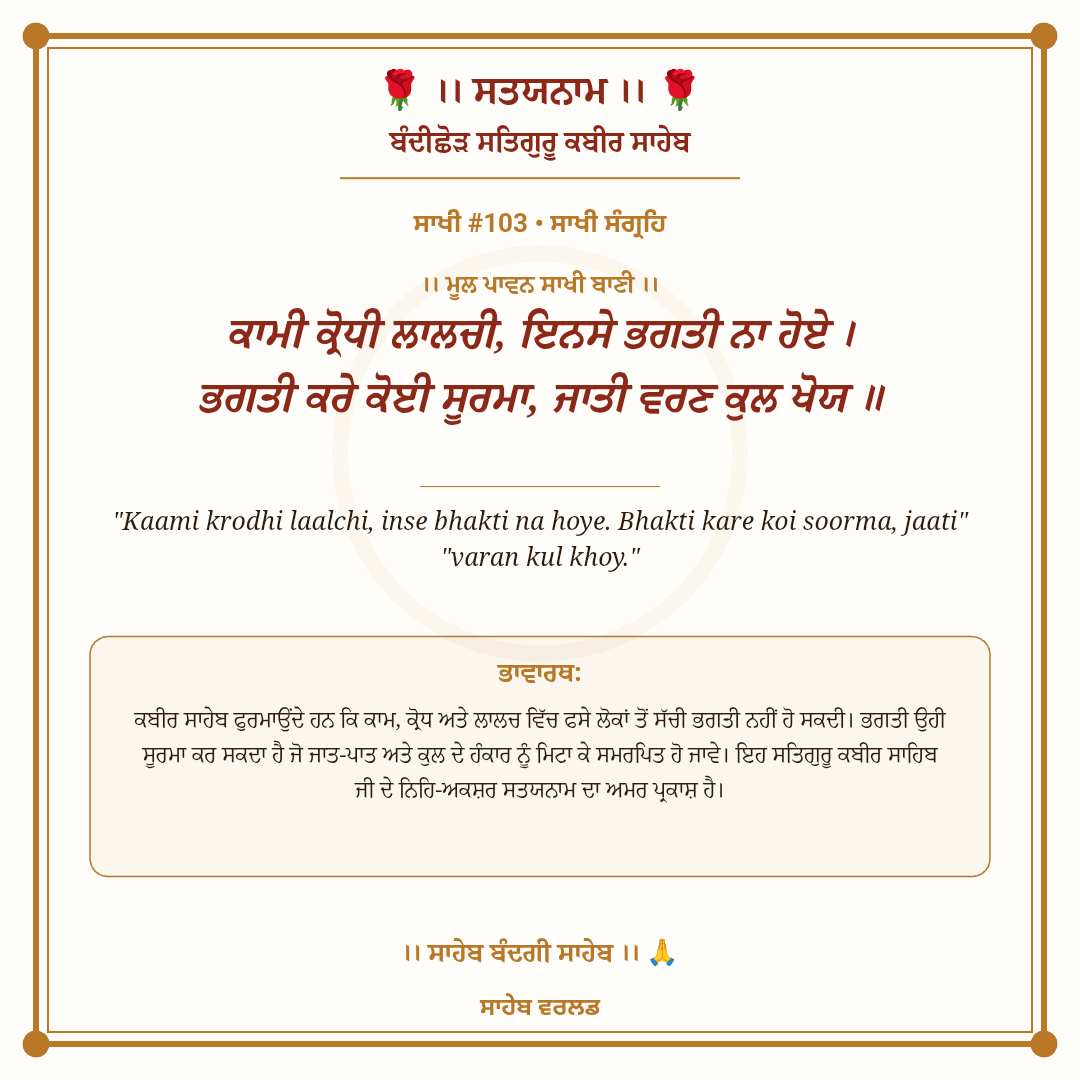 🌹 ।। ਸਤਯਨਾਮ ।। 🌹
ਬੰਦੀਛੋੜ ਸਤਿਗੁਰੂ ਕਬੀਰ ਸਾਹੇਬ
ਸਾਖੀ #103 • ਸਾਖੀ ਸੰਗ੍ਰਹਿ
।। ਮੂਲ ਪਾਵਨ ਸਾਖੀ ਬਾਣੀ ।।
ਕਾਮੀ ਕ੍ਰੋਧੀ ਲਾਲਚੀ, ਇਨਸੇ ਭਗਤੀ ਨਾ ਹੋਏ ।
ਭਗਤੀ ਕਰੇ ਕੋਈ ਸੂਰਮਾ, ਜਾਤੀ ਵਰਣ ਕੁਲ ਖੋਯ ॥
"Kaami krodhi laalchi, inse bhakti na hoye. Bhakti kare koi soorma, jaati"
"varan kul khoy."
ਭਾਵਾਰਥ:
ਕਬੀਰ ਸਾਹੇਬ ਫੁਰਮਾਉਂਦੇ ਹਨ ਕਿ ਕਾਮ, ਕ੍ਰੋਧ ਅਤੇ ਲਾਲਚ ਵਿੱਚ ਫਸੇ ਲੋਕਾਂ ਤੋਂ ਸੱਚੀ ਭਗਤੀ ਨਹੀਂ ਹੋ ਸਕਦੀ। ਭਗਤੀ ਉਹੀ
ਸੂਰਮਾ ਕਰ ਸਕਦਾ ਹੈ ਜੋ ਜਾਤ-ਪਾਤ ਅਤੇ ਕੁਲ ਦੇ ਹੰਕਾਰ ਨੂੰ ਮਿਟਾ ਕੇ ਸਮਰਪਿਤ ਹੋ ਜਾਵੇ। ਇਹ ਸਤਿਗੁਰੂ ਕਬੀਰ ਸਾਹਿਬ
ਜੀ ਦੇ ਨਿਹਿ-ਅਕਸ਼ਰ ਸਤਯਨਾਮ ਦਾ ਅਮਰ ਪ੍ਰਕਾਸ਼ ਹੈ।
।। ਸਾਹੇਬ ਬੰਦਗੀ ਸਾਹੇਬ ।। 🙏
ਸਾਹੇਬ ਵਰਲਡ